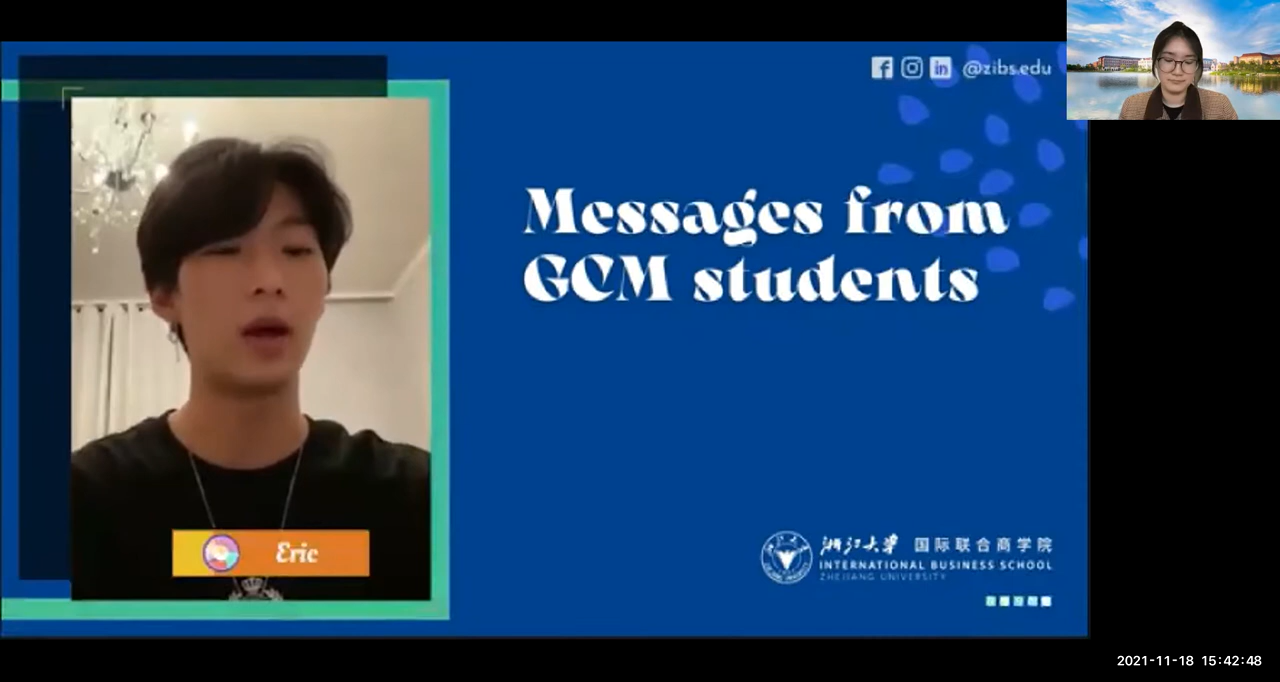 @zibs.edu
Messages from
GCM students
Eric
浙江大学 国际联合商学院
INTERNATIONAL BUSINESS SCHOOL
ZHEJIANG UNIVERSITY
2021-11-18 15:42:48